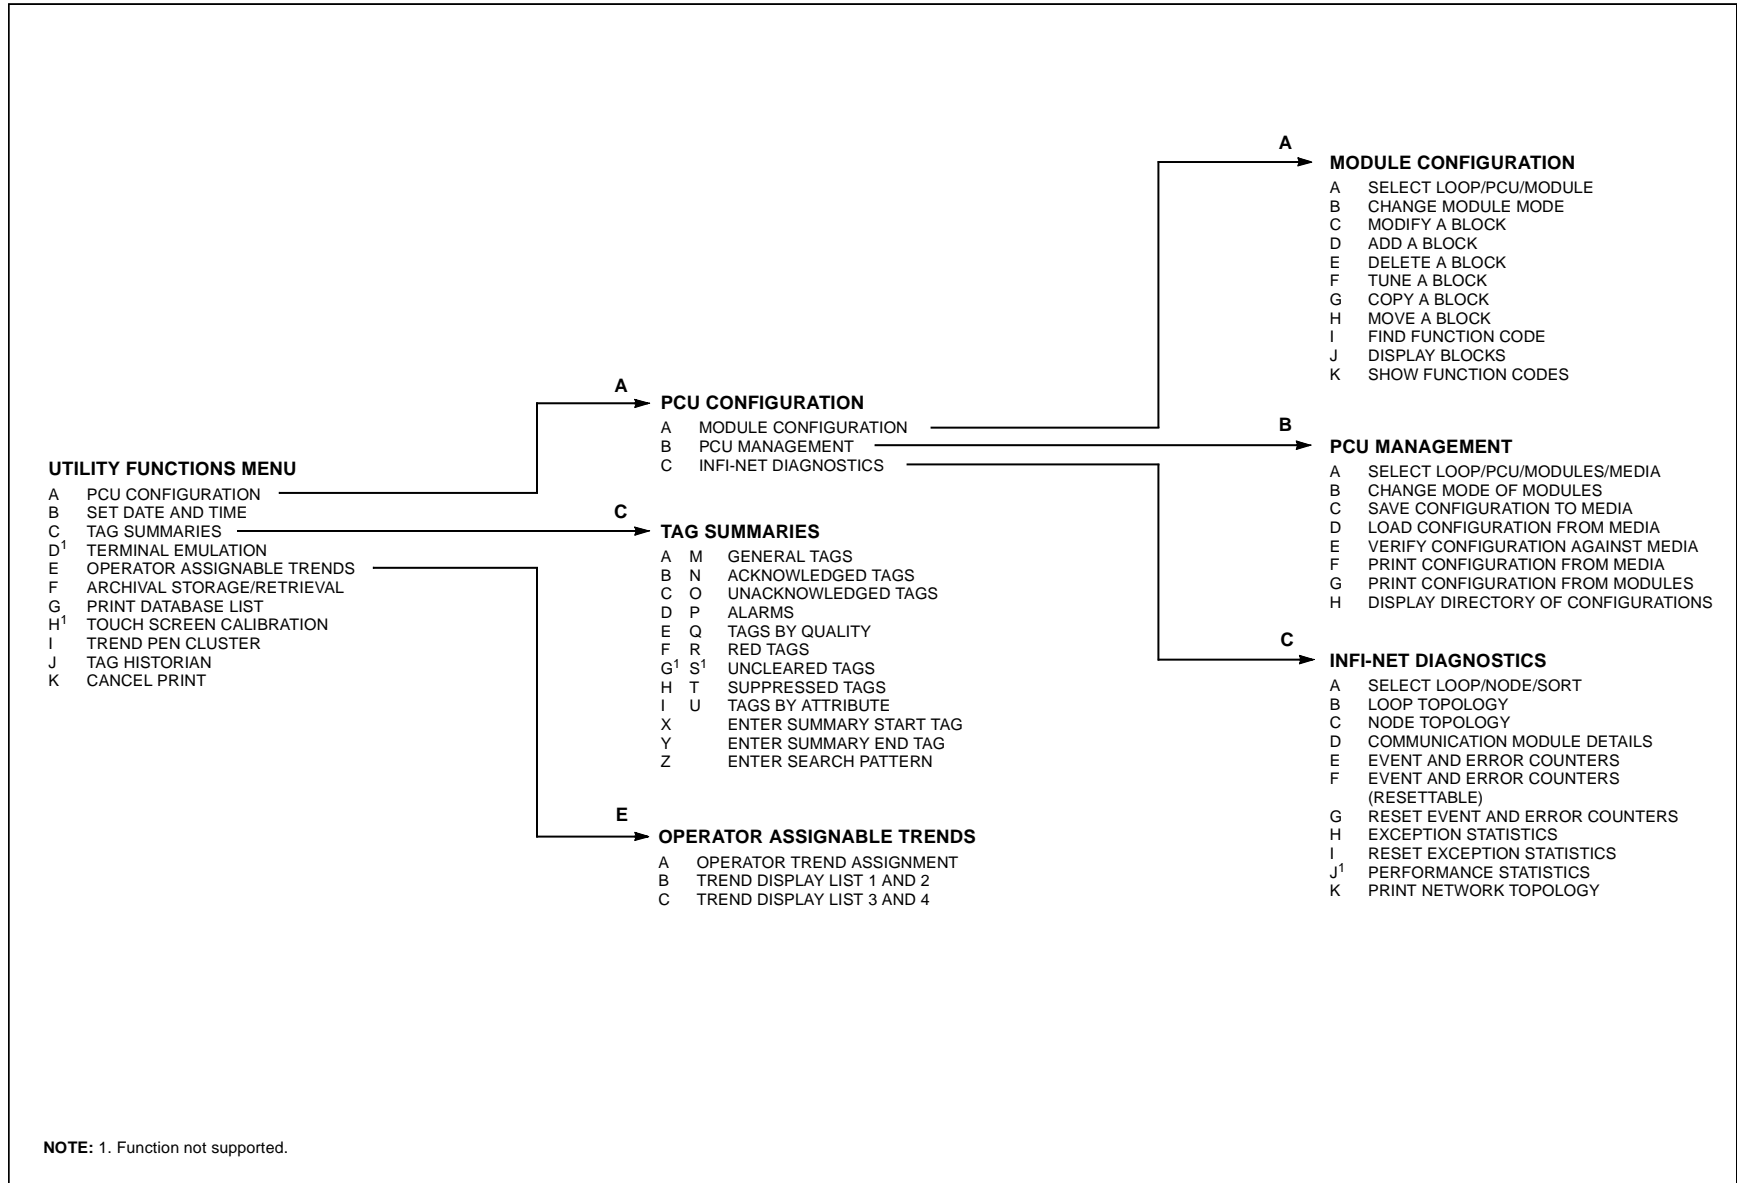 UTILITY FUNCTIONS MENU
A PCU CONFIGURATION
B SET DATE AND TIME
C TAG SUMMARIES
D1 TERMINAL EMULATION
E OPERATOR ASSIGNABLE TRENDS
F ARCHIVAL STORAGE/RETRIEVAL
G PRINT DATABASE LIST
H1 TOUCH SCREEN CALIBRATION
I TREND PEN CLUSTER
J TAG HISTORIAN
K CANCEL PRINT
A
PCU CONFIGURATION
A MODULE CONFIGURATION
B PCU MANAGEMENT
C INFI-NET DIAGNOSTICS
C
TAG SUMMARIES
A M GENERAL TAGS
B N ACKNOWLEDGED TAGS
C O UNACKNOWLEDGED TAGS
D P ALARMS
E Q TAGS BY QUALITY
F R RED TAGS
G1 S1 UNCLEARED TAGS
H T SUPPRESSED TAGS
I U TAGS BY ATTRIBUTE
X ENTER SUMMARY START TAG
Y ENTER SUMMARY END TAG
Z ENTER SEARCH PATTERN
E
OPERATOR ASSIGNABLE TRENDS
A OPERATOR TREND ASSIGNMENT
B TREND DISPLAY LIST 1 AND 2
C TREND DISPLAY LIST 3 AND 4
A
MODULE CONFIGURATION
A SELECT LOOP/PCU/MODULE
B CHANGE MODULE MODE
C MODIFY A BLOCK
D ADD A BLOCK
E DELETE A BLOCK
F TUNE A BLOCK
G COPY A BLOCK
H MOVE A BLOCK
I FIND FUNCTION CODE
J DISPLAY BLOCKS
K SHOW FUNCTION CODES
B
PCU MANAGEMENT
A SELECT LOOP/PCU/MODULES/MEDIA
B CHANGE MODE OF MODULES
C SAVE CONFIGURATION TO MEDIA
D LOAD CONFIGURATION FROM MEDIA
E VERIFY CONFIGURATION AGAINST MEDIA
F PRINT CONFIGURATION FROM MEDIA
G PRINT CONFIGURATION FROM MODULES
H DISPLAY DIRECTORY OF CONFIGURATIONS
C
INFI-NET DIAGNOSTICS
A SELECT LOOP/NODE/SORT
B LOOP TOPOLOGY
C NODE TOPOLOGY
D COMMUNICATION MODULE DETAILS
E EVENT AND ERROR COUNTERS
F EVENT AND ERROR COUNTERS
(RESETTABLE)
G RESET EVENT AND ERROR COUNTERS
H EXCEPTION STATISTICS
I RESET EXCEPTION STATISTICS
J1 PERFORMANCE STATISTICS
K PRINT NETWORK TOPOLOGY
NOTE: 1. Function not supported.